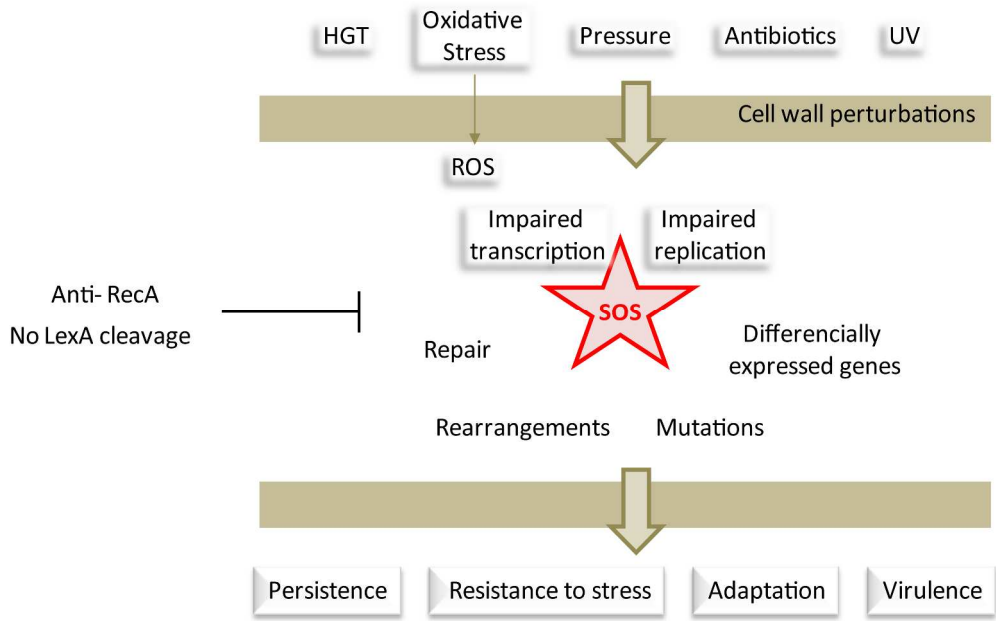 HGT
Oxidative
Stress
Pressure
Antibiotics
UV
Cell wall perturbations
ROS
Impaired
transcription
Impaired
replication
Anti- RecA
No LexA cleavage
SOS
Repair
Differencially
expressed genes
Rearrangements
Mutations
Persistence
Resistance to stress
Adaptation
Virulence